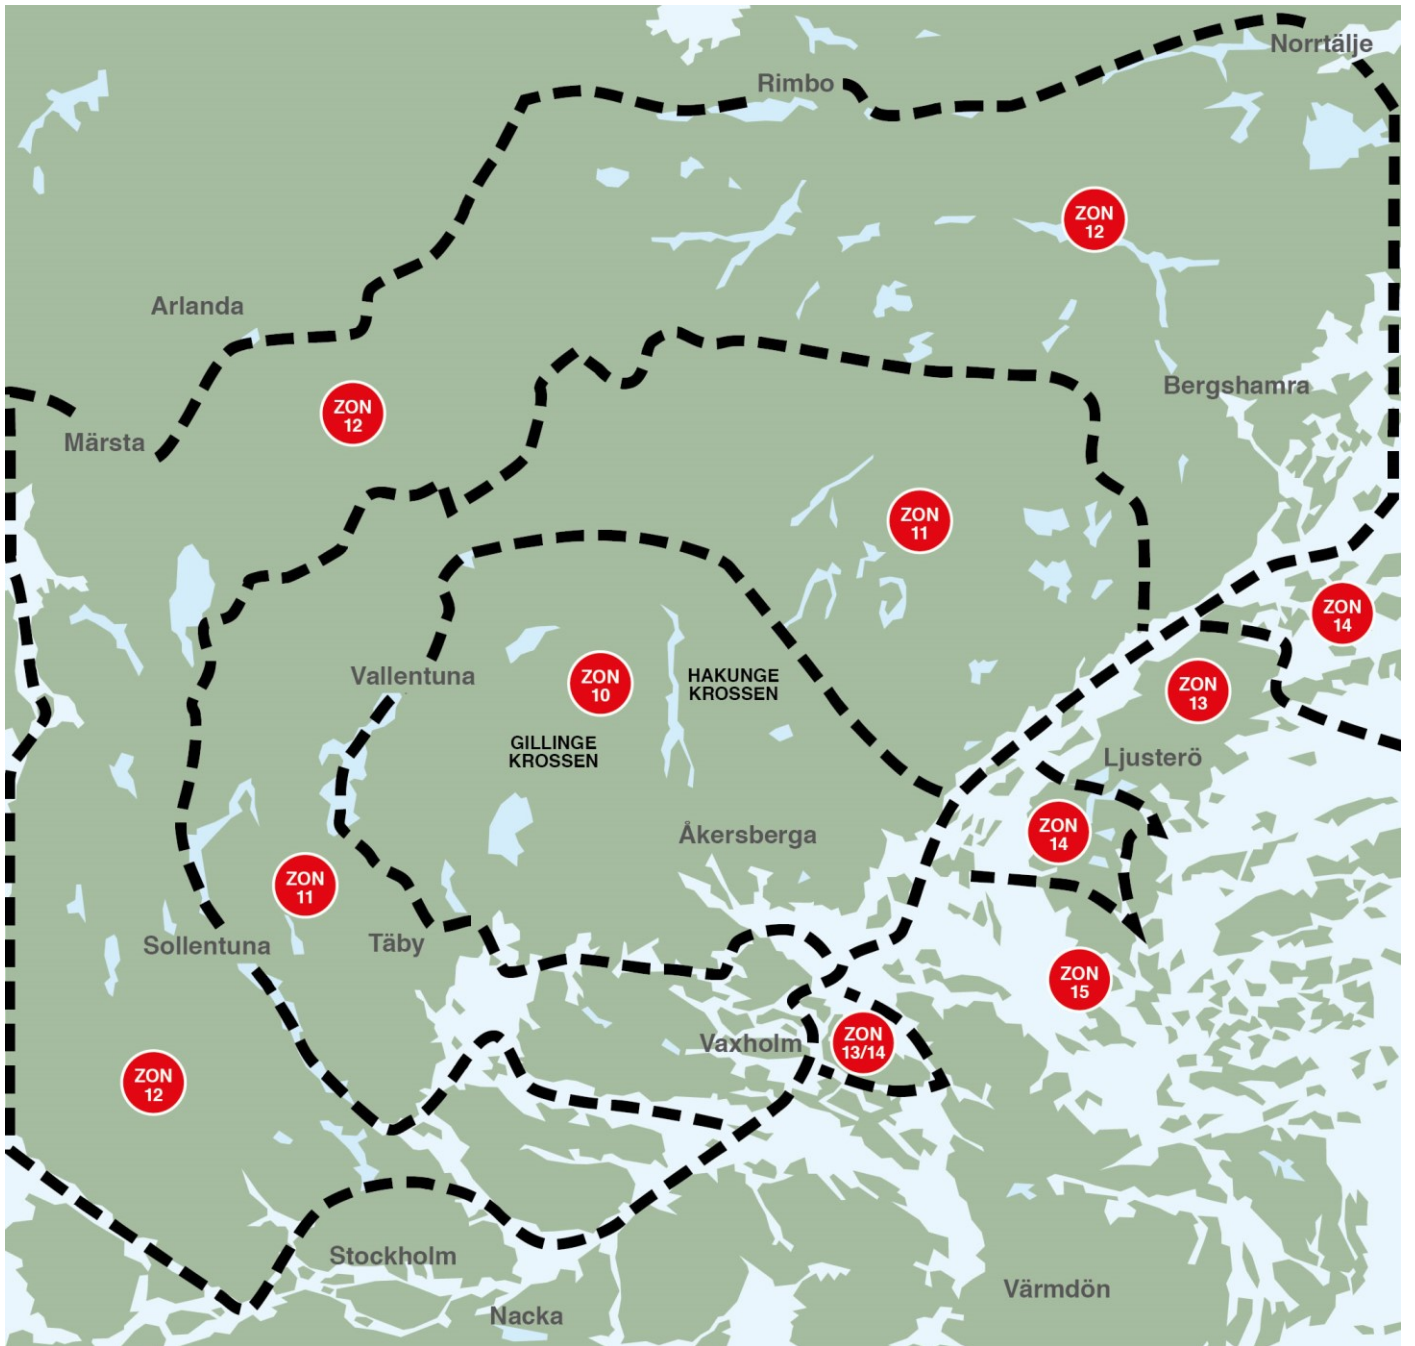 Norrtälje
Rimbo
ZON
12
Arlanda
Bergshamra
ZON
12
Märsta
ZON
11
ZON
14
Vallentuna
ZON
10
HAKUNGE
KROSSEN
ZON
13
GILLINGE
KROSSEN
Ljusterö
Åkersberga
ZON
14
ZON
11
Sollentuna
Täby
ZON
15
Vaxholm
ZON
13/14
ZON
12
Stockholm
Värmdön
Nacka